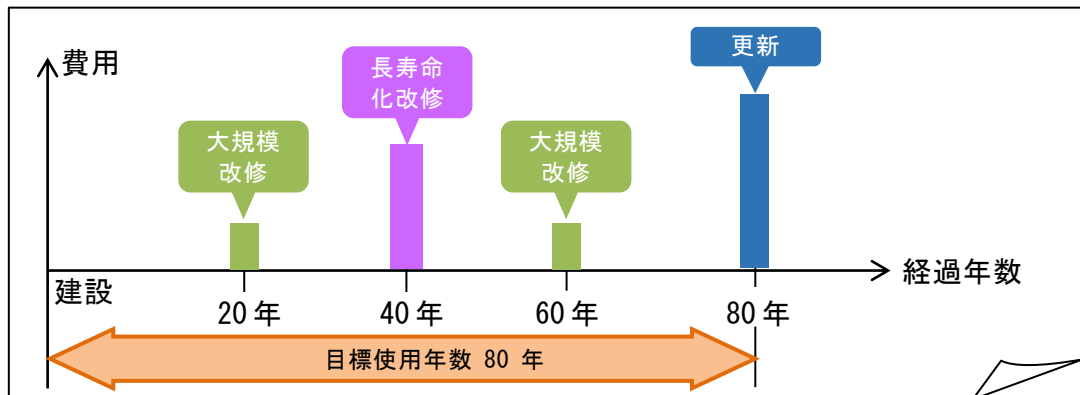 費用
大規模
改修
長寿命
化改修
大規模
改修
更新
建設
20年
40年
60年
80年
経過年数
目標使用年数 80 年